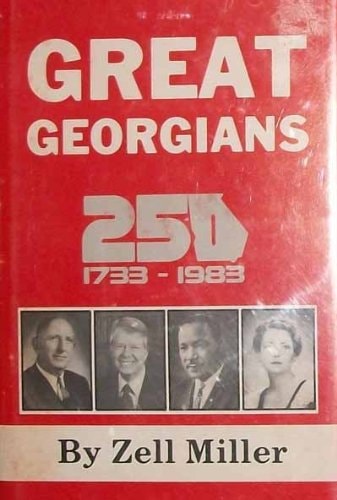 GREAT
GEORGIANS
250
1733 - 1983
By Zell Miller